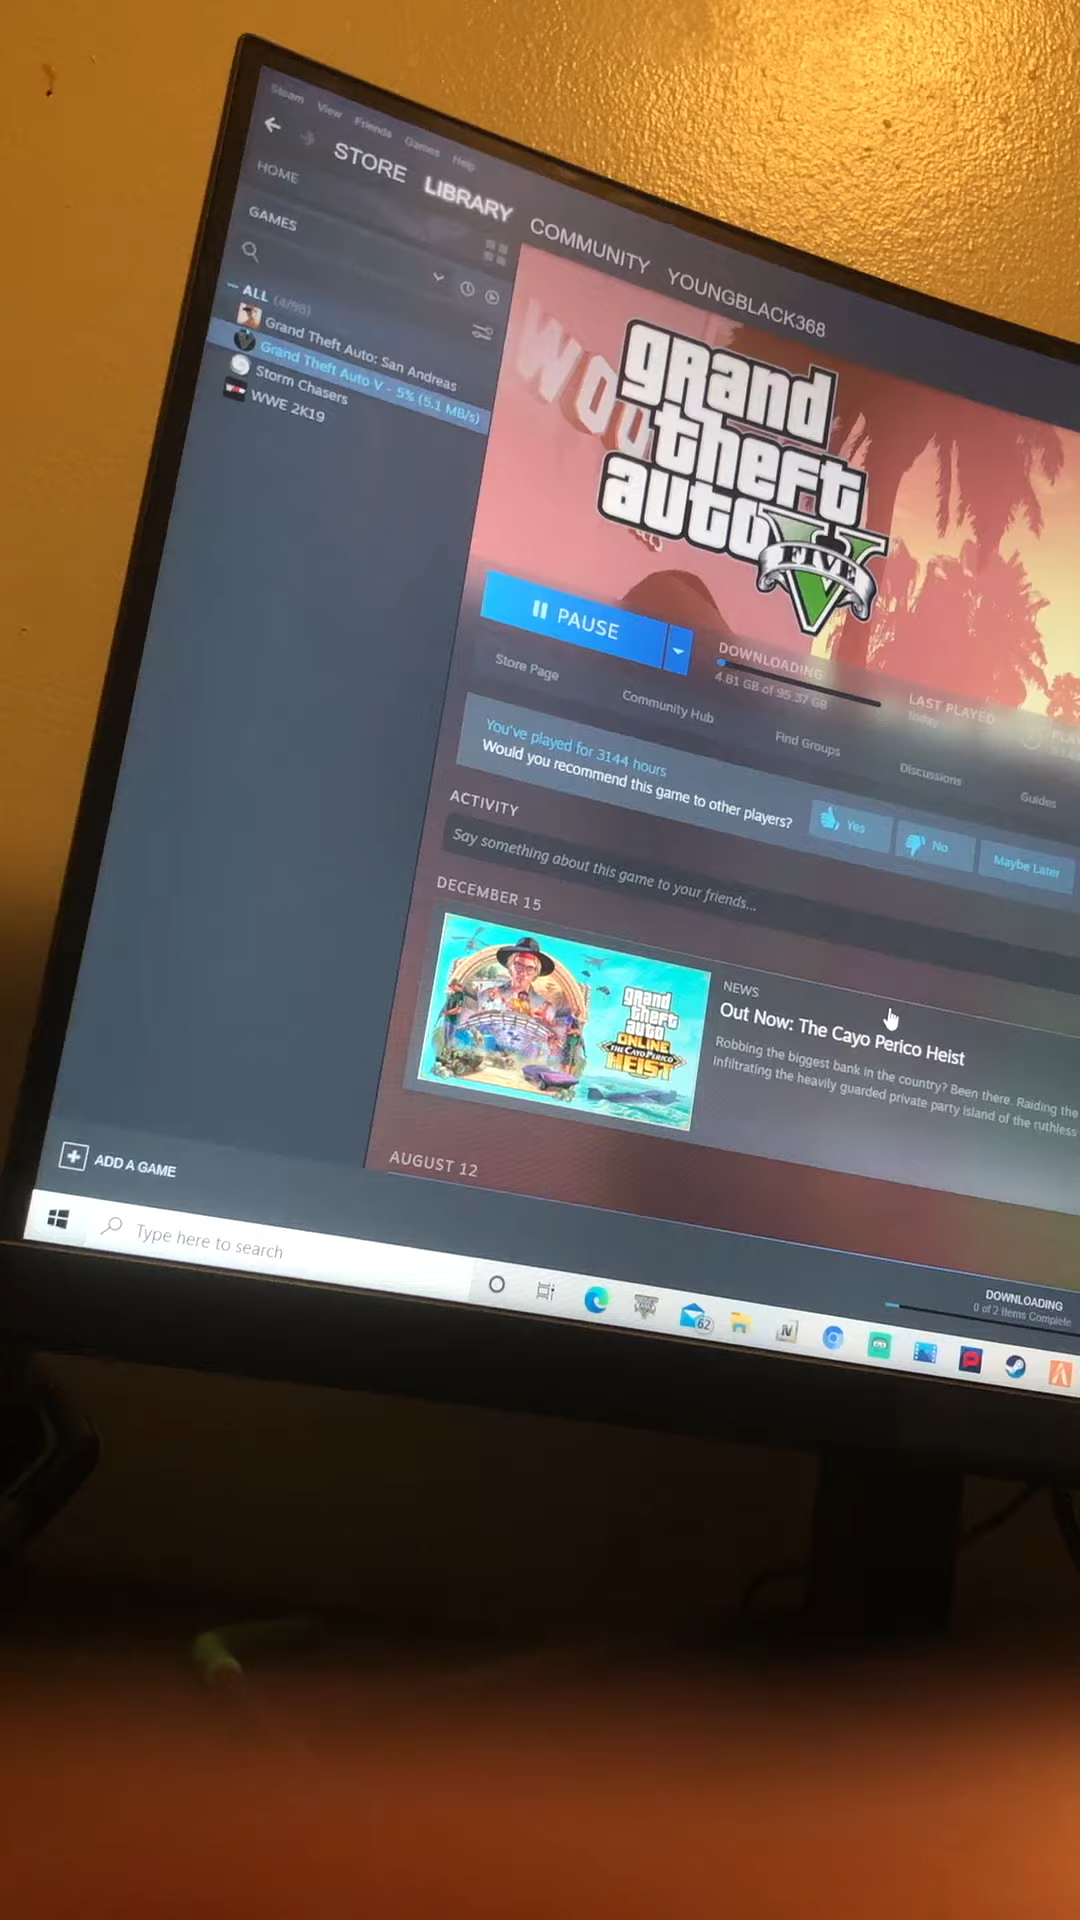 Steam View Friends Games Help
STORE LIBRARY COMMUNITY YOUNGBLACK368
HOME
GAMES
ALL (4/98)
Grand Theft Auto: San Andreas
Grand Theft Auto V - 5% (5.1 MB/s)
Storm Chasers
WWE 2K19
ADD A GAME
grand
theft
auto
V
FIVE
PAUSE
DOWNLOADING
4.81 GB of 95.37 GB
LAST PLAYED
Today
Store Page Community Hub Find Groups Discussions Guides
You've played for 3144 hours
Would you recommend this game to other players?
Yes No Maybe Later
ACTIVITY
Say something about this game to your friends...
DECEMBER 15
grand
theft
auto
ONLINE
THE CAYO PERICO
HEIST
NEWS
Out Now: The Cayo Perico Heist
Robbing the biggest bank in the country? Been there. Raiding the
infiltrating the heavily guarded private party island of the ruthless
AUGUST 12
DOWNLOADING
0 of 2 Items Complete
Type here to search
62